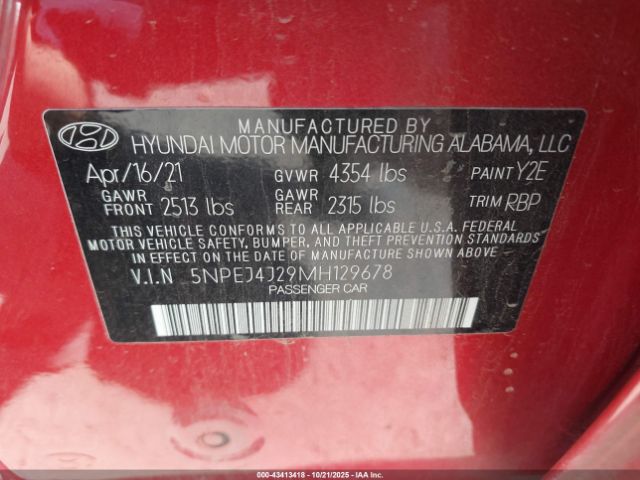 MANUFACTURED BY
HYUNDAI MOTOR MANUFACTURING ALABAMA, LLC
Apr/16/21 GVWR 4354 lbs PAINT Y2E
GAWR FRONT 2513 lbs GAWR REAR 2315 lbs TRIM RBP
THIS VEHICLE CONFORMS TO ALL APPLICABLE U.S.A. FEDERAL
MOTOR VEHICLE SAFETY, BUMPER, AND THEFT PREVENTION
STANDARDS IN EFFECT ON THE DATE OF MANUFACTURE SHOWN ABOVE.
V.I.N 5NPEJ4J29MH129678
PASSENGER CAR
000-43413418 - 10/21/2025 - IAA Inc.